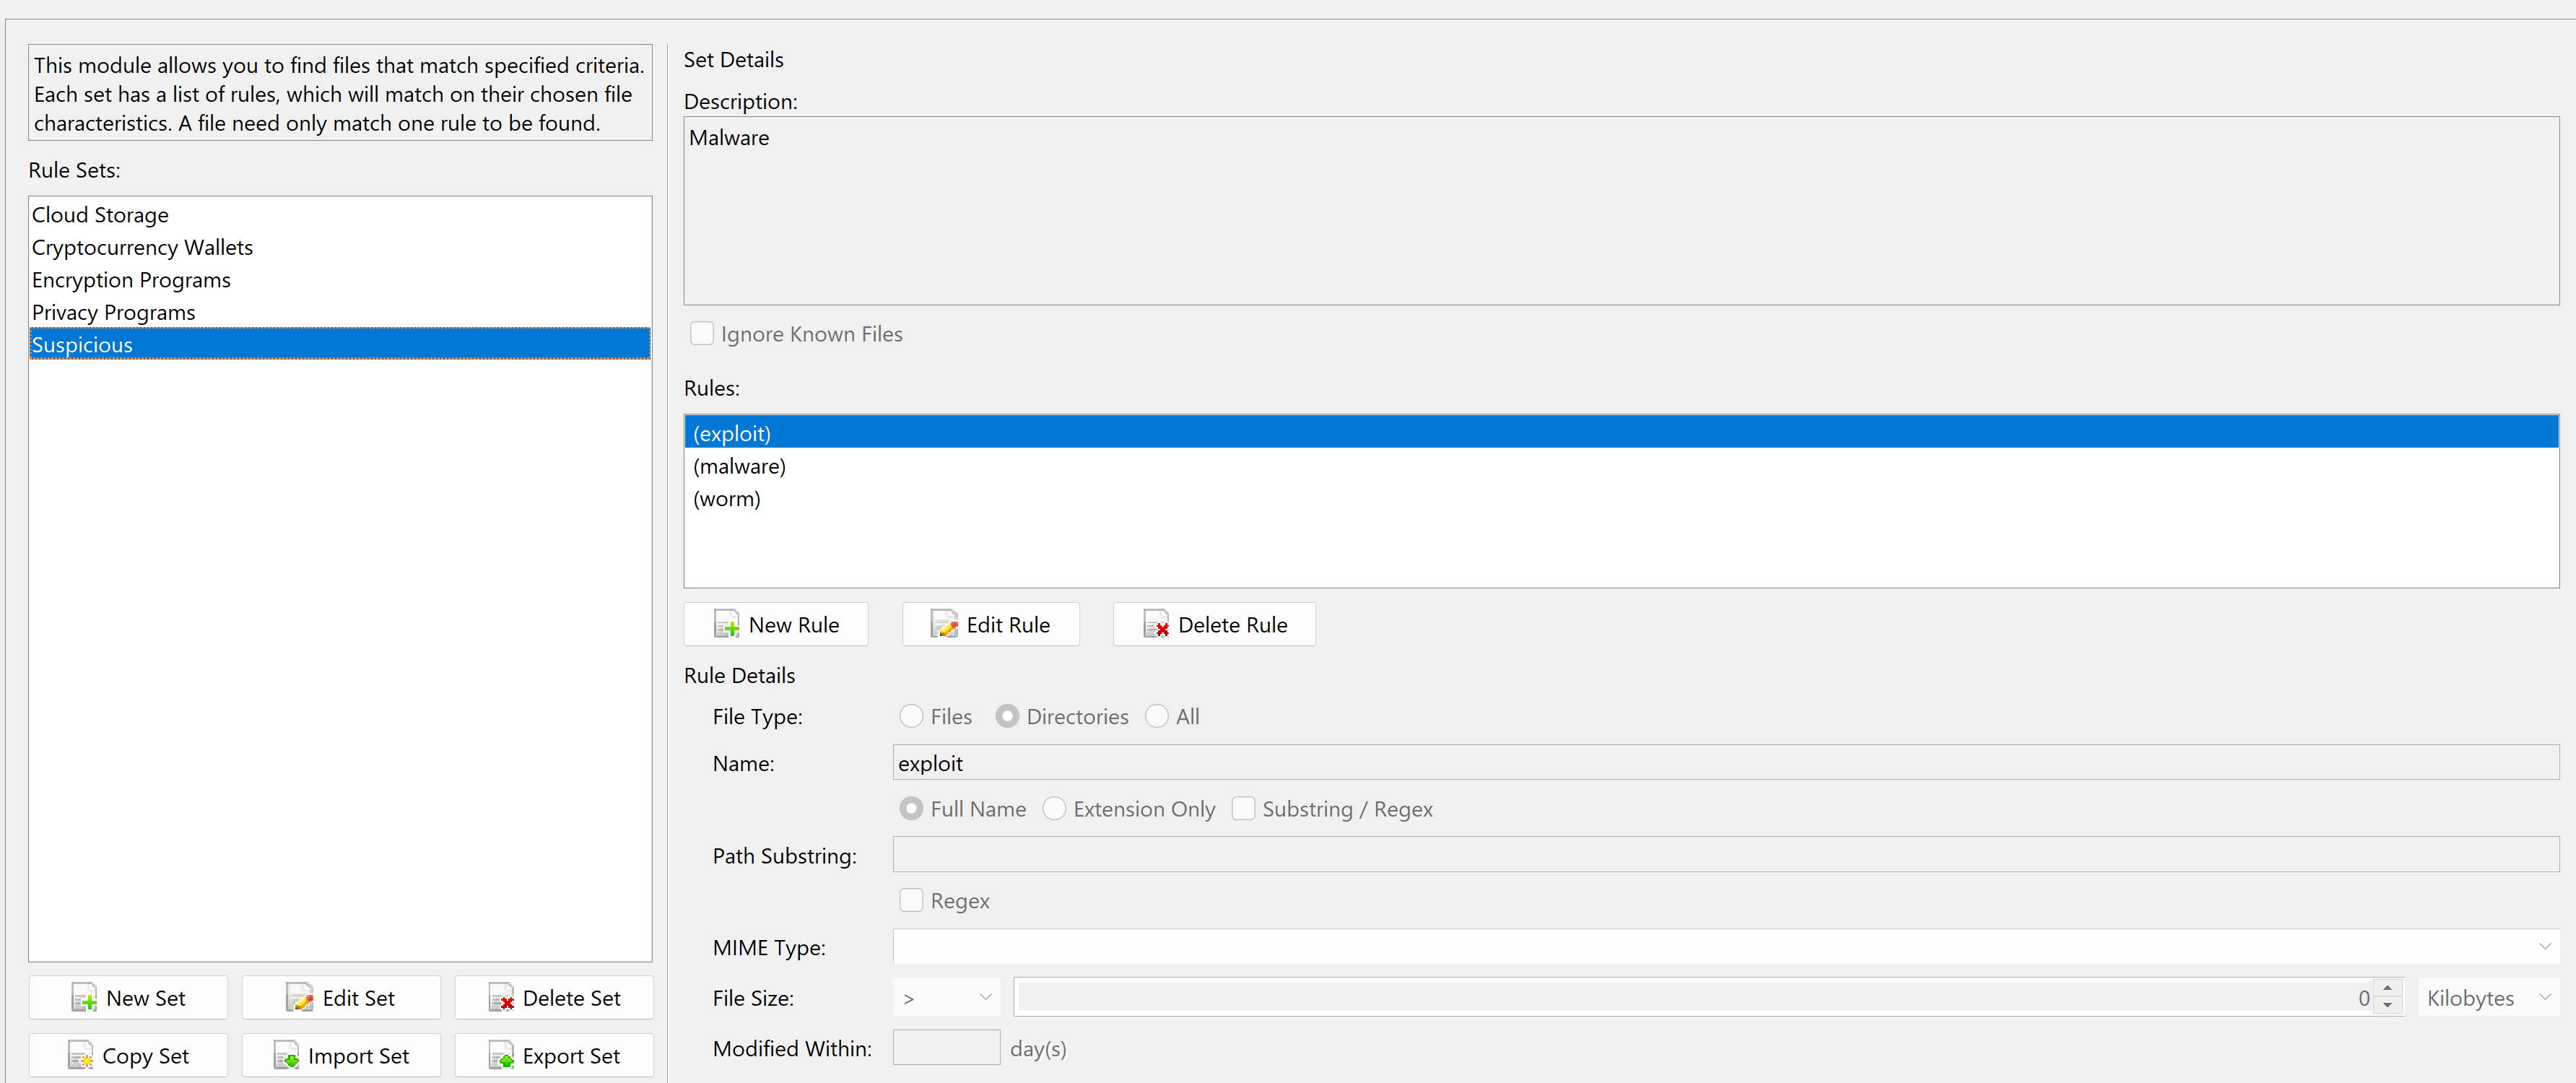 This module allows you to find files that match specified criteria.
Each set has a list of rules, which will match on their chosen file
characteristics. A file need only match one rule to be found.
Rule Sets:
Cloud Storage
Cryptocurrency Wallets
Encryption Programs
Privacy Programs
Suspicious
New Set
Edit Set
Delete Set
Copy Set
Import Set
Export Set
Set Details
Description:
Malware
Ignore Known Files
Rules:
(exploit)
(malware)
(worm)
New Rule
Edit Rule
Delete Rule
Rule Details
File Type: Files Directories All
Name: exploit
Full Name Extension Only Substring / Regex
Path Substring:
Regex
MIME Type:
File Size: > 0 Kilobytes
Modified Within: day(s)